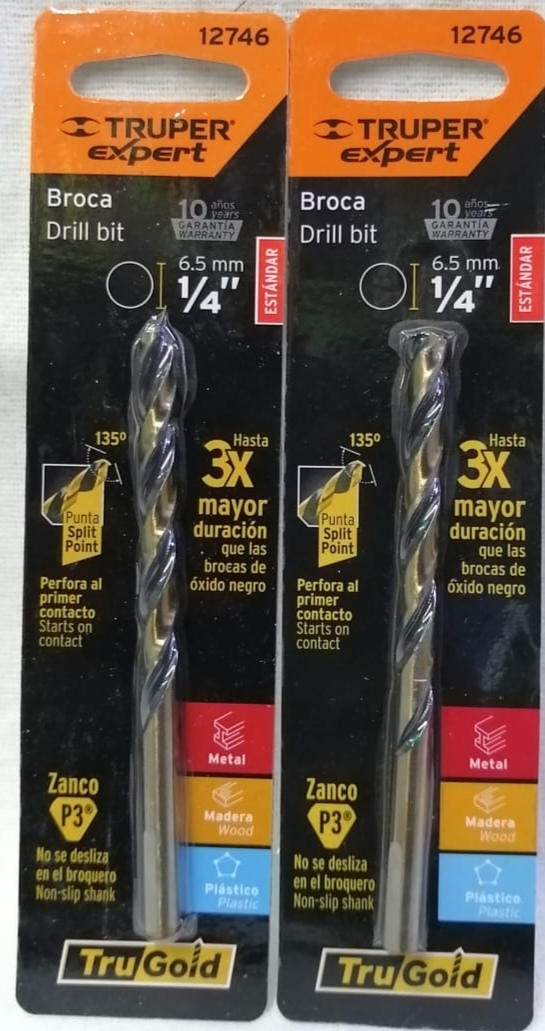 12746
TRUPER®
expert
Broca
Drill bit
10 años
years
GARANTÍA
WARRANTY
6.5 mm
1/4"
ESTÁNDAR
135°
Punta
Split
Point
Perfora al
primer
contacto
Starts on
contact
Hasta
3X
mayor
duración
que las
brocas de
óxido negro
Metal
Madera
Wood
Plástico
Plastic
Zanco
P3®
No se desliza
en el broquero
Non-slip shank
TruGold
12746
TRUPER®
expert
Broca
Drill bit
10 años
years
GARANTÍA
WARRANTY
6.5 mm
1/4"
ESTÁNDAR
135°
Punta
Split
Point
Perfora al
primer
contacto
Starts on
contact
Hasta
3X
mayor
duración
que las
brocas de
óxido negro
Metal
Madera
Wood
Plástico
Plastic
Zanco
P3®
No se desliza
en el broquero
Non-slip shank
TruGold